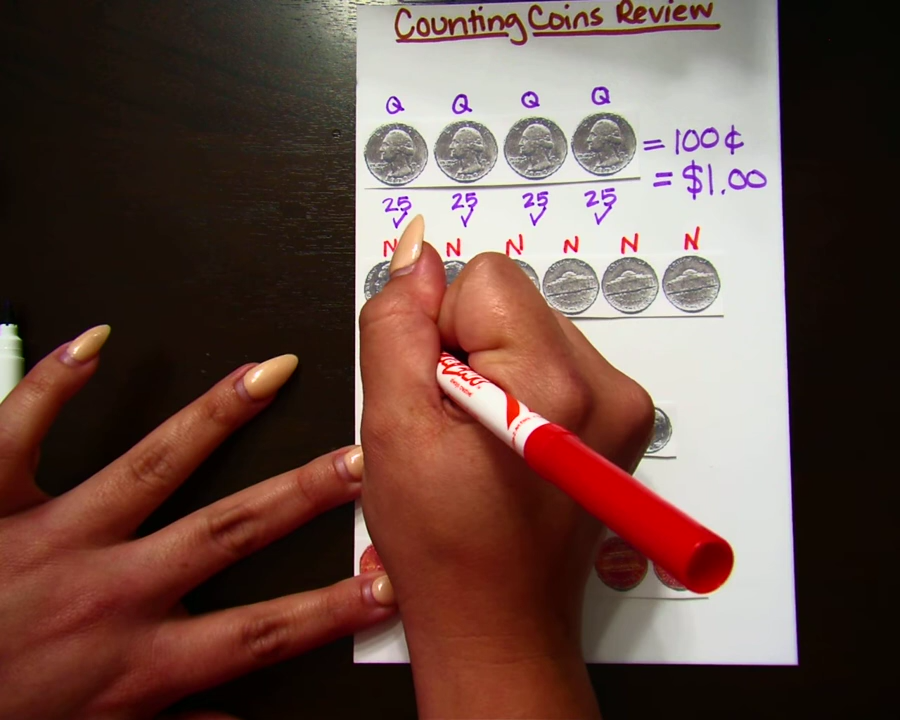 Counting Coins Review
Q Q Q Q
= 100¢
= $1.00
25 25 25 25
N N N N N N